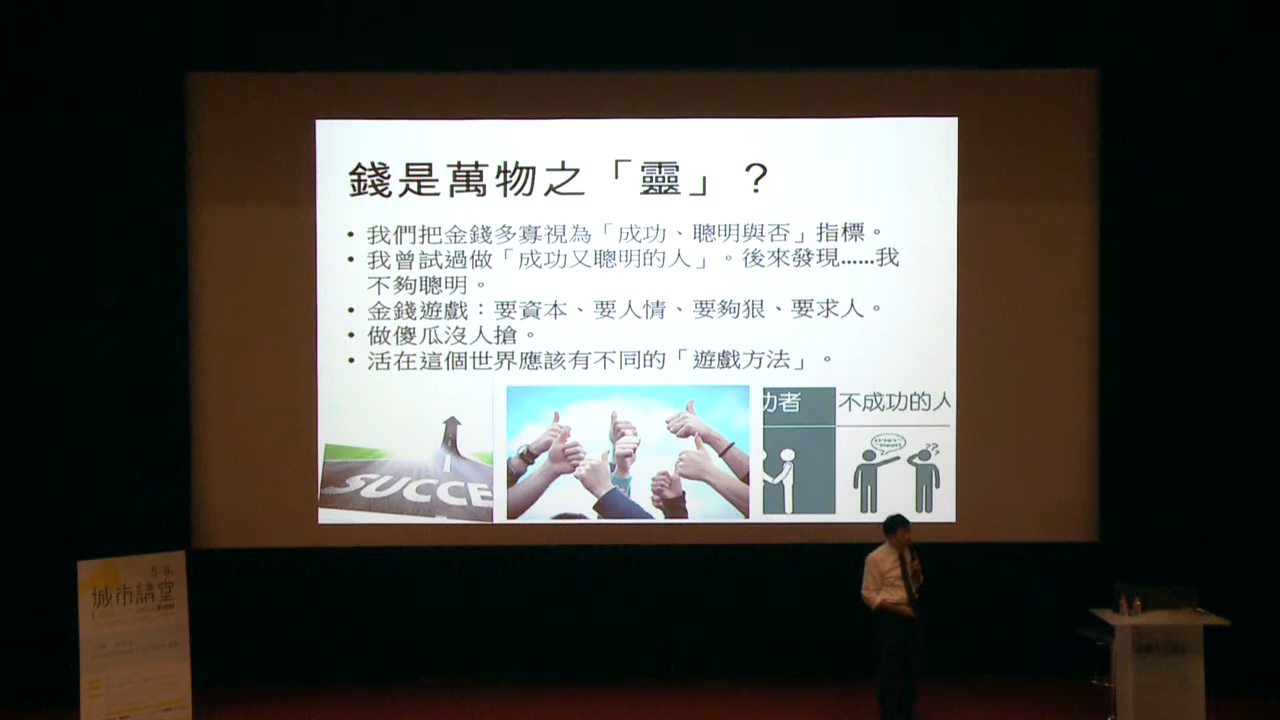 錢是萬物之「靈」？
• 我們把金錢多寡視為「成功、聰明與否」指標。
• 我曾試過做「成功又聰明的人」。後來發現......我
不夠聰明。
• 金錢遊戲：要資本、要人情、要夠狠、要求人。
• 做傻瓜沒人搶。
• 活在這個世界應該有不同的「遊戲方法」。
SUCCE
功者
不成功的人
5-8
城市講堂